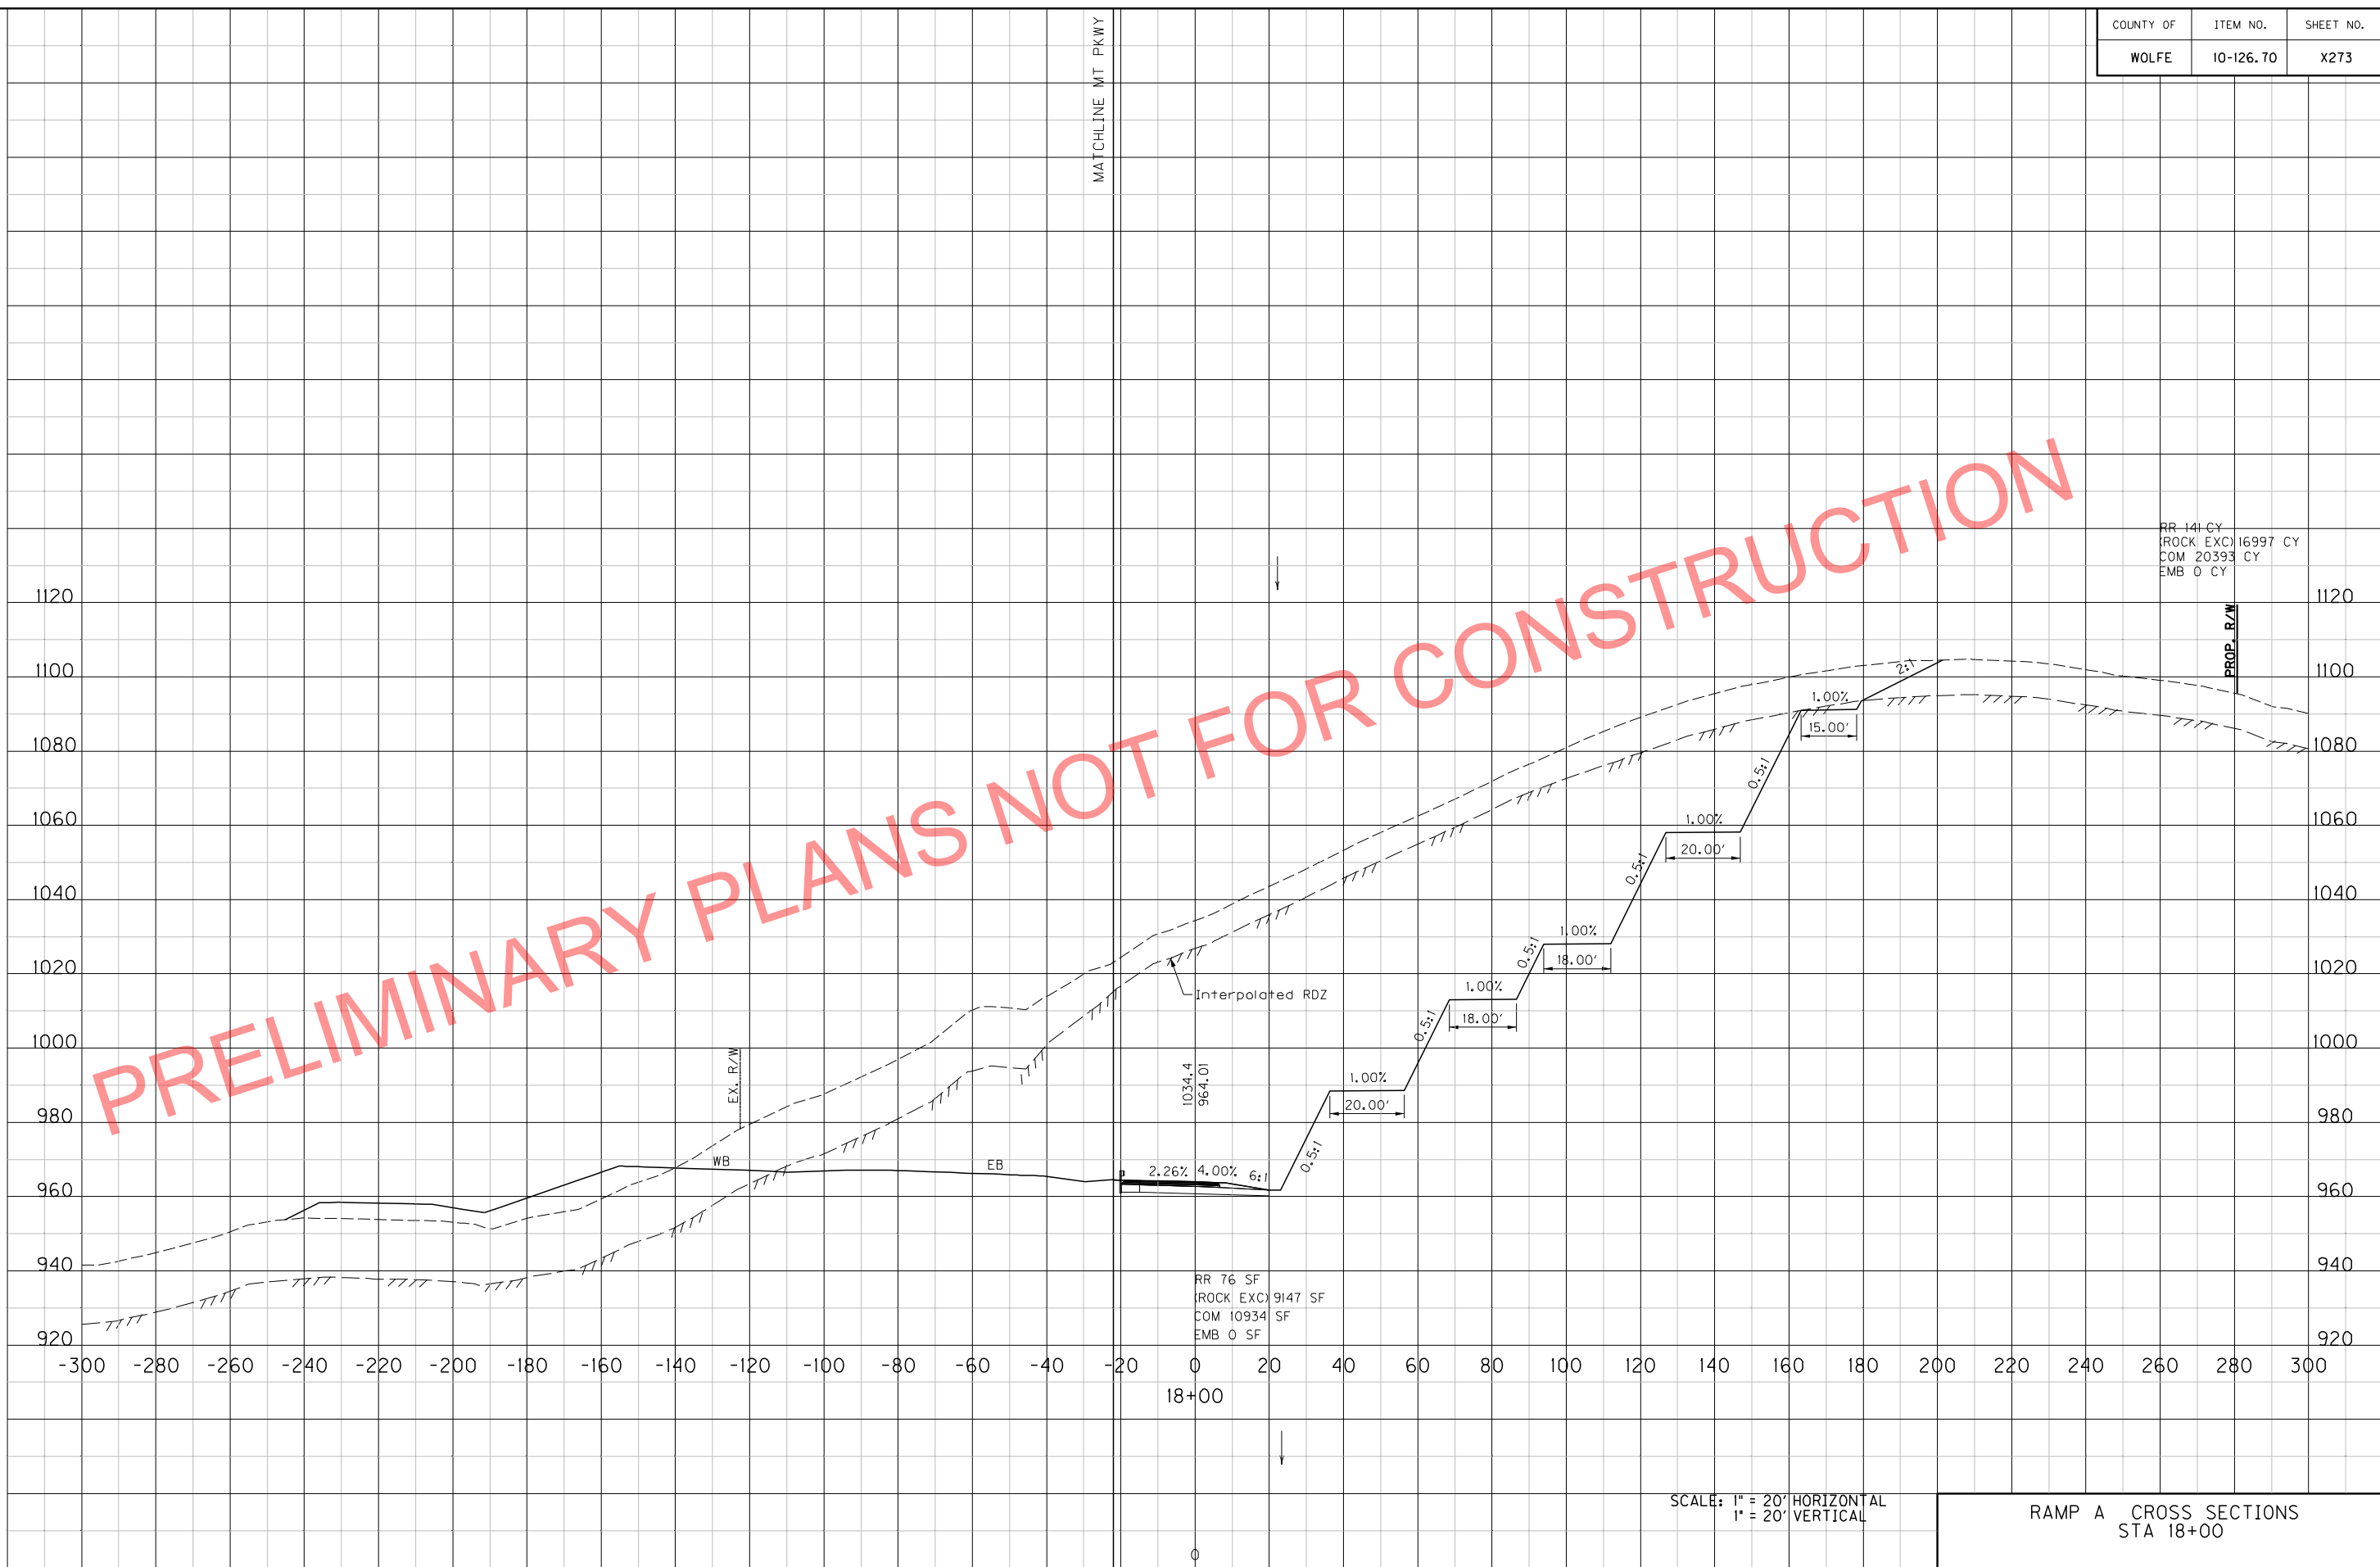 COUNTY OF ITEM NO. SHEET NO.
WOLFE 10-126.70 X273
MATCHLINE MT PKWY
PRELIMINARY PLANS NOT FOR CONSTRUCTION
RR 141 CY
(ROCK EXC) 16997 CY
COM 20393 CY
EMB 0 CY
PROP. R/W
1120 1120
1100 1100
1080 1080
1060 1060
1040 1040
1020 1020
1000 1000
980 980
960 960
940 940
920 920
2:1
1.00%
15.00'
0.5:1
1.00%
20.00'
0.5:1
1.00%
18.00'
0.5:1
1.00%
18.00'
0.5:1
1.00%
20.00'
0.5:1
Interpolated RDZ
EX. R/W
1034.4
964.01
WB
EB
2.26% 4.00% 6:1
RR 76 SF
(ROCK EXC) 9147 SF
COM 10934 SF
EMB 0 SF
-300 -280 -260 -240 -220 -200 -180 -160 -140 -120 -100 -80 -60 -40 -20 0 20 40 60 80 100 120 140 160 180 200 220 240 260 280 300
18+00
SCALE: 1" = 20' HORIZONTAL
1" = 20' VERTICAL
RAMP A CROSS SECTIONS
STA 18+00
0